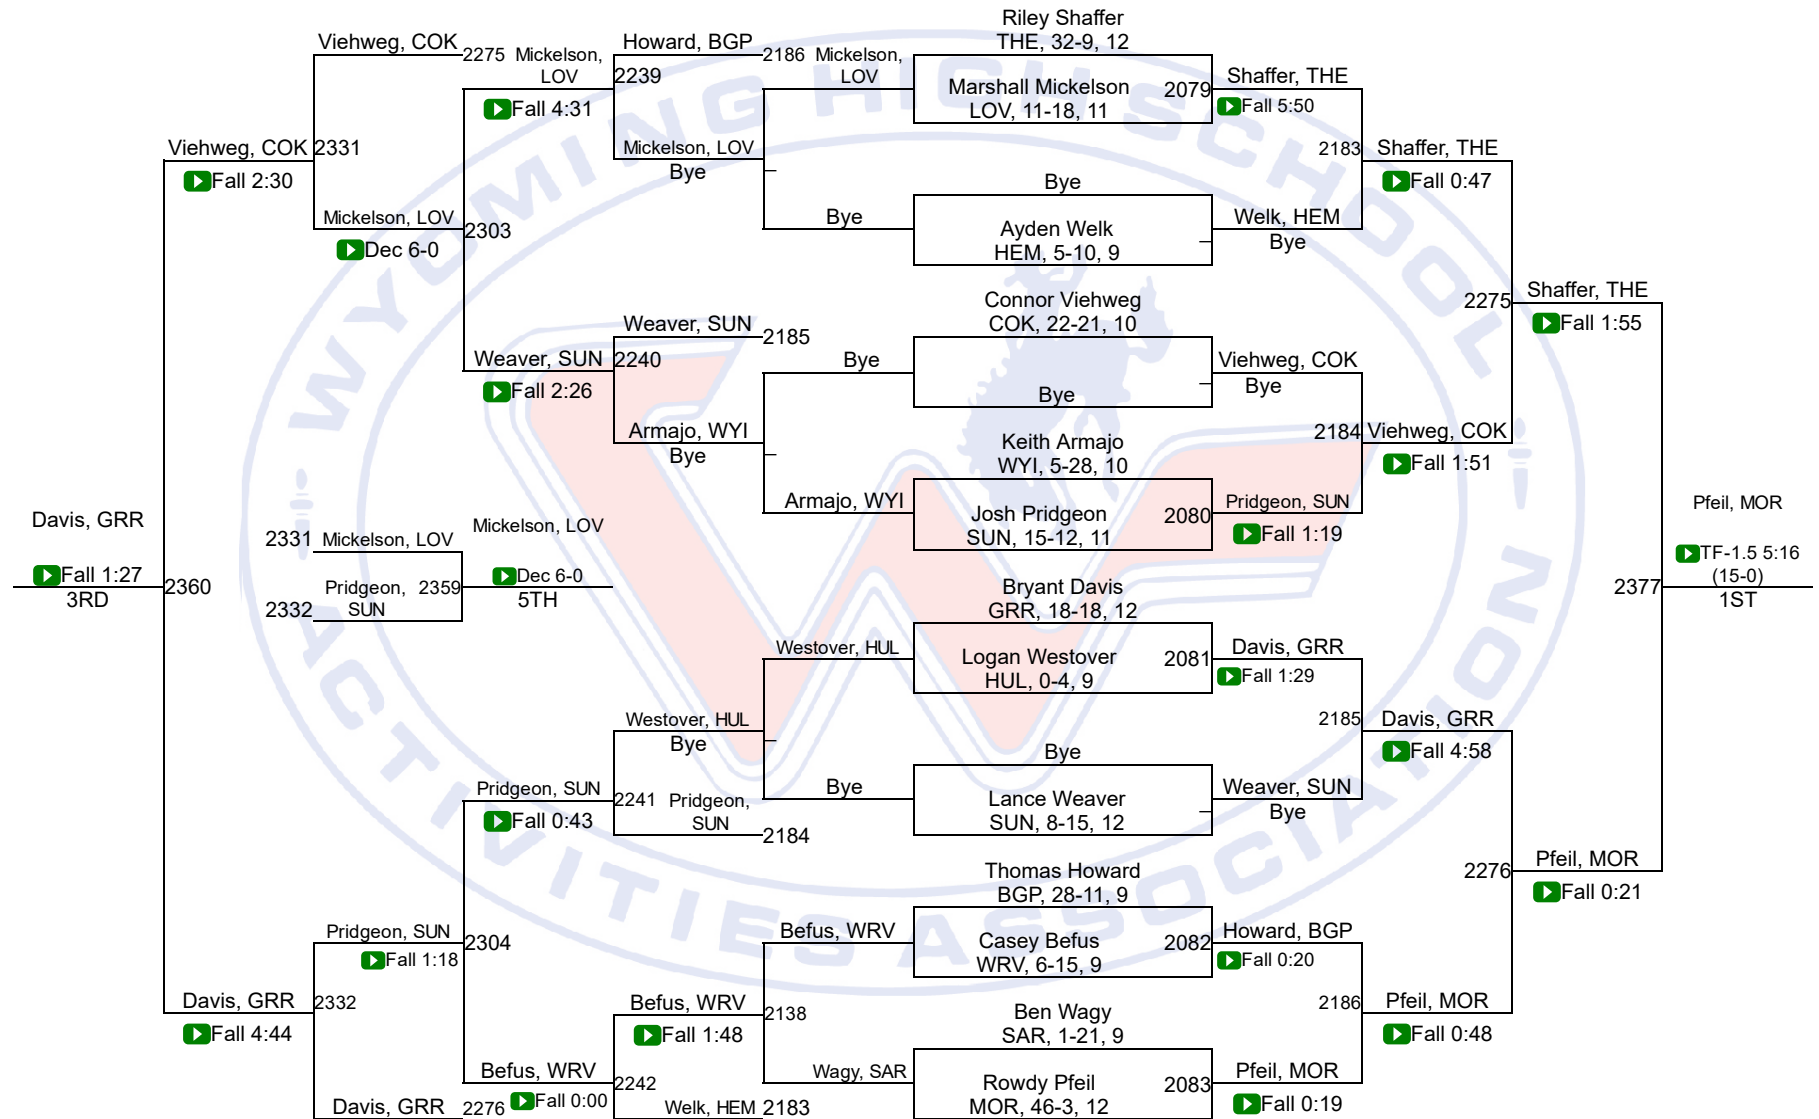 Riley Shaffer
THE, 32-9, 12
Viehweg, COK
2275
Mickelson,
LOV
Howard, BGP
2186
Mickelson,
LOV
2239
Marshall Mickelson
LOV, 11-18, 11
2079
Shaffer, THE
Fall 5:50
Fall 4:31
Viehweg, COK
2331
Fall 2:30
Mickelson, LOV
Bye
–
2183
Shaffer, THE
Fall 0:47
Bye
Mickelson, LOV
2303
Dec 6-0
Bye
Ayden Welk
HEM, 5-10, 9
–
Welk, HEM
Bye
Connor Viehweg
COK, 22-21, 10
2275
Shaffer, THE
Fall 1:55
Weaver, SUN
2185
Weaver, SUN
2240
Fall 2:26
Bye
Bye
–
Viehweg, COK
Bye
Armajo, WYI
Bye
–
Keith Armajo
WYI, 5-28, 10
2184
Viehweg, COK
Fall 1:51
Armajo, WYI
Josh Pridgeon
SUN, 15-12, 11
2080
Pridgeon, SUN
Fall 1:19
Davis, GRR
Fall 1:27
3RD
2360
2331
Mickelson, LOV
Mickelson, LOV
2332
Pridgeon,
SUN
2359
Dec 6-0
5TH
Pfeil, MOR
TF-1.5 5:16
(15-0)
1ST
2377
Bryant Davis
GRR, 18-18, 12
Westover, HUL
Logan Westover
HUL, 0-4, 9
2081
Davis, GRR
Fall 1:29
Westover, HUL
Bye
–
2185
Davis, GRR
Fall 4:58
Bye
Pridgeon, SUN
2241
Fall 0:43
Pridgeon,
SUN
2184
Bye
Lance Weaver
SUN, 8-15, 12
–
Weaver, SUN
Bye
2276
Pfeil, MOR
Fall 0:21
Thomas Howard
BGP, 28-11, 9
Pridgeon, SUN
2304
Fall 1:18
Befus, WRV
Casey Befus
WRV, 6-15, 9
2082
Howard, BGP
Fall 0:20
Davis, GRR
2332
Fall 4:44
Befus, WRV
2138
Fall 1:48
Ben Wagy
SAR, 1-21, 9
2186
Pfeil, MOR
Fall 0:48
Befus, WRV
2242
Fall 0:00
Wagy, SAR
Rowdy Pfeil
MOR, 46-3, 12
2083
Pfeil, MOR
Fall 0:19
Davis, GRR
2276
Welk, HEM
2183
WYOMING HIGH SCHOOL
ACTIVITIES ASSOCIATION